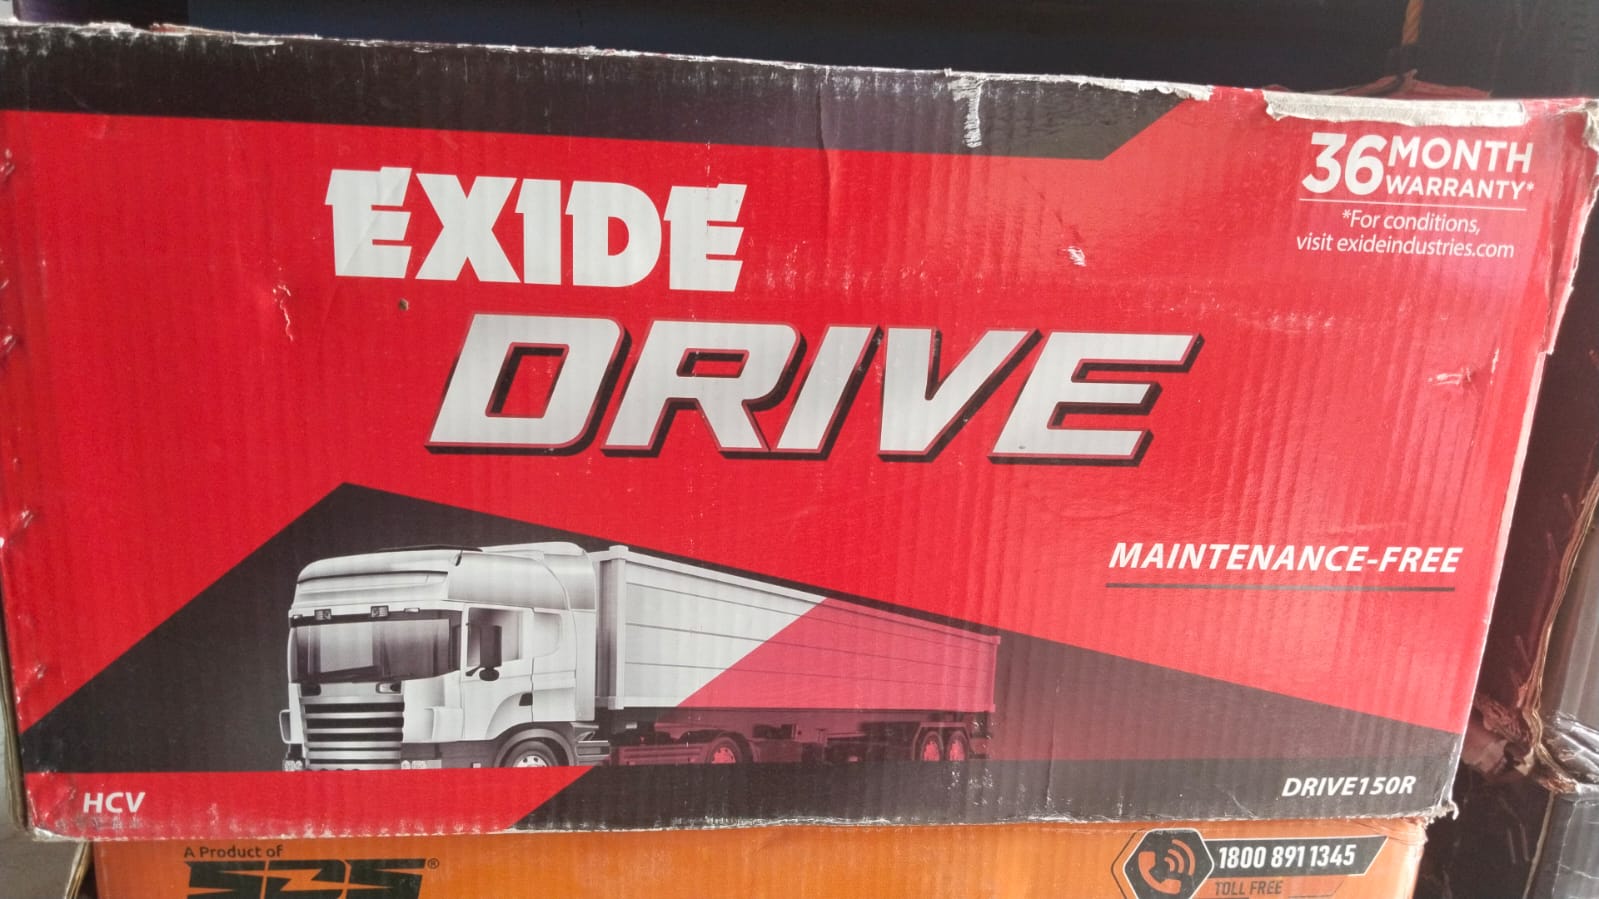 36 MONTH
WARRANTY*
*For conditions,
visit exideindustries.com
EXIDE
DRIVE
MAINTENANCE-FREE
HCV
DRIVE150R
A Product of
1800 891 1345
TOLL FREE